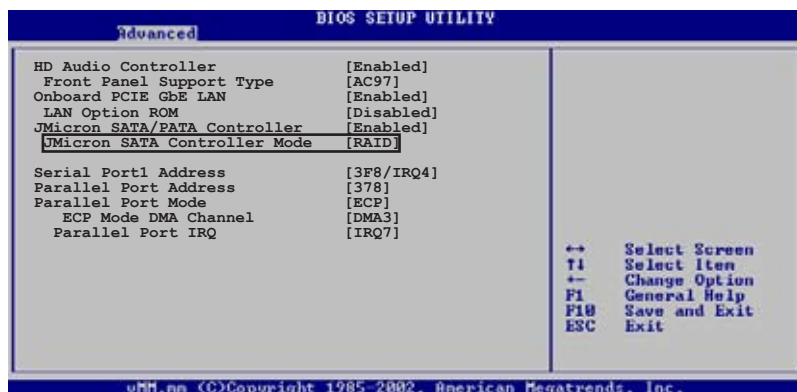 BIOS SETUP UTILITY
Advanced
HD Audio Controller [Enabled]
Front Panel Support Type [AC97]
Onboard PCIE GbE LAN [Enabled]
LAN Option ROM [Disabled]
JMicron SATA/PATA Controller [Enabled]
JMicron SATA Controller Mode [RAID]
Serial Port1 Address [3F8/IRQ4]
Parallel Port Address [378]
Parallel Port Mode [ECP]
ECP Mode DMA Channel [DMA3]
Parallel Port IRQ [IRQ7]
↔ Select Screen
↑↓ Select Item
+- Change Option
F1 General Help
F10 Save and Exit
ESC Exit
vMM.mm (C)Copyright 1985-2002, American Megatrends, Inc.